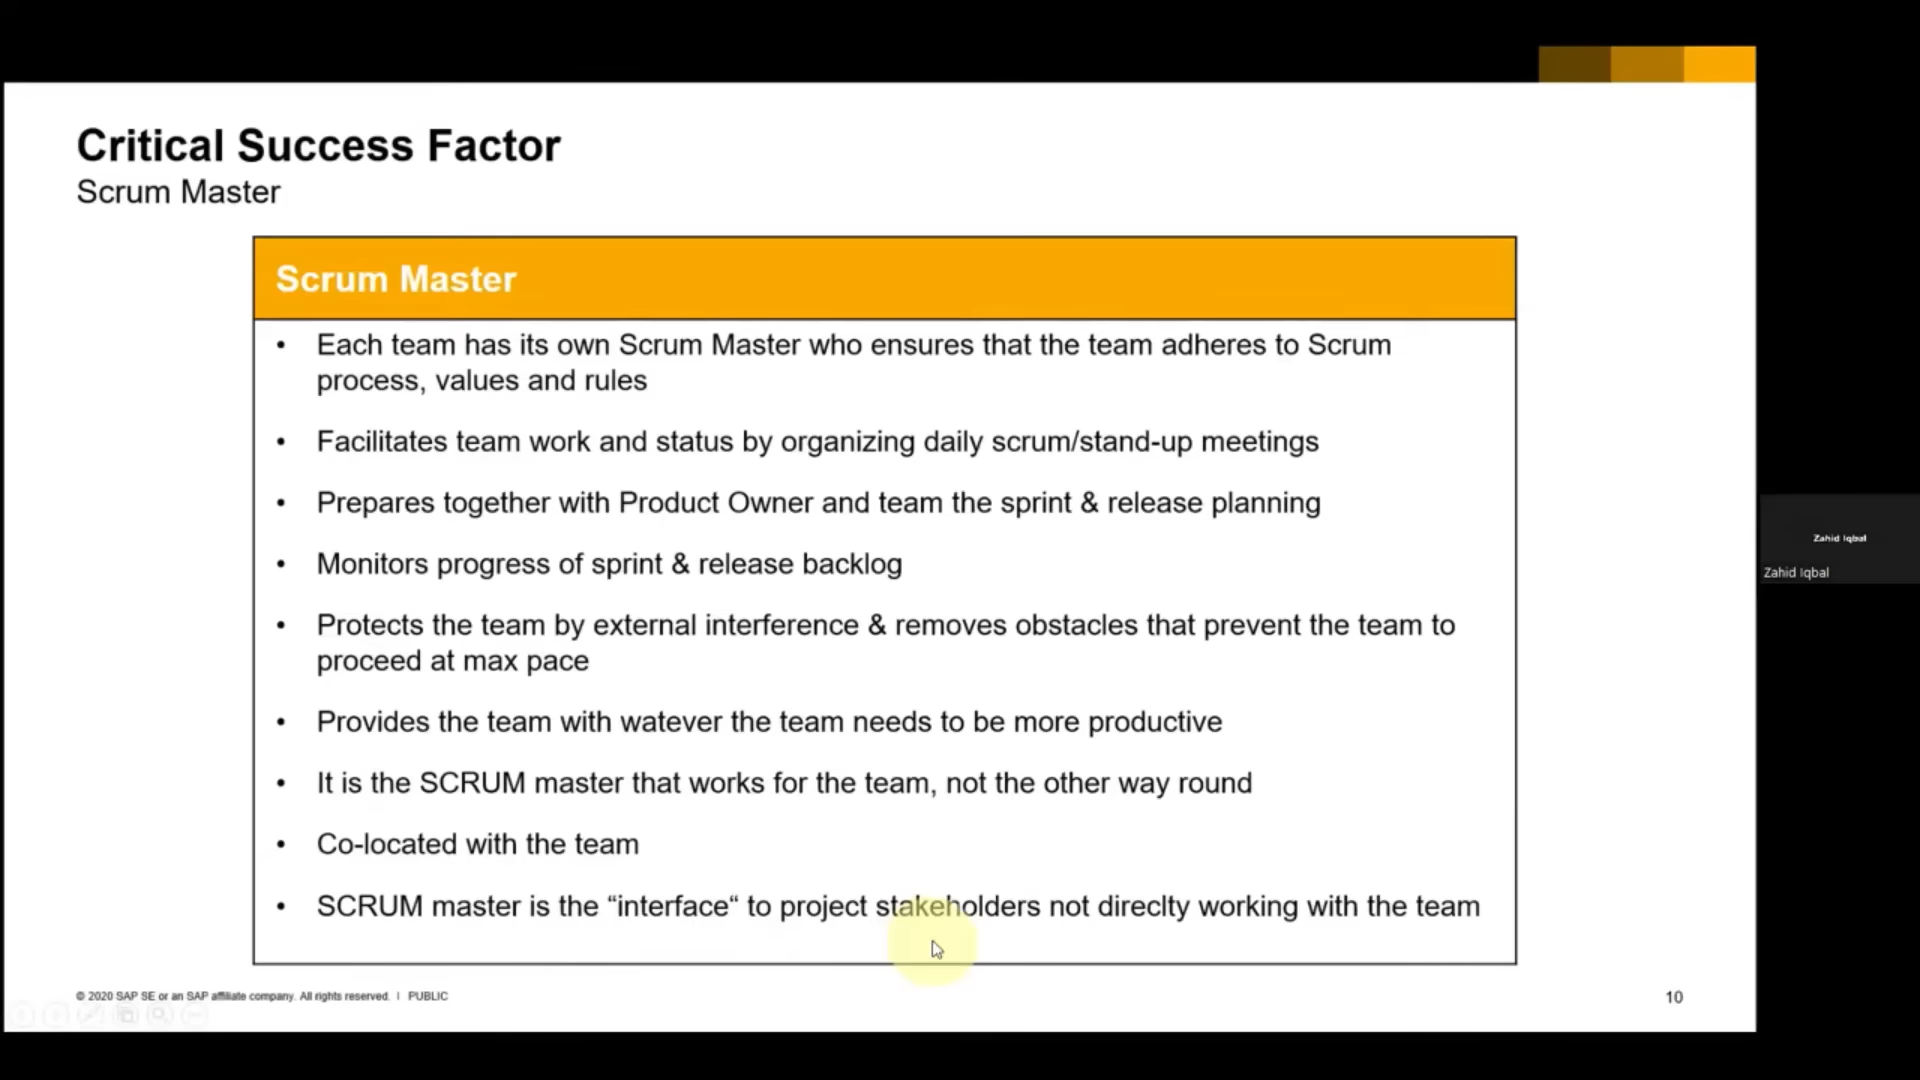 Critical Success Factor
Scrum Master
Scrum Master
• Each team has its own Scrum Master who ensures that the team adheres to Scrum
process, values and rules
• Facilitates team work and status by organizing daily scrum/stand-up meetings
• Prepares together with Product Owner and team the sprint & release planning
• Monitors progress of sprint & release backlog
• Protects the team by external interference & removes obstacles that prevent the team to
proceed at max pace
• Provides the team with watever the team needs to be more productive
• It is the SCRUM master that works for the team, not the other way round
• Co-located with the team
• SCRUM master is the “interface“ to project stakeholders not direclty working with the team
© 2020 SAP SE or an SAP affiliate company. All rights reserved. | PUBLIC
10
Zahid Iqbal
Zahid Iqbal